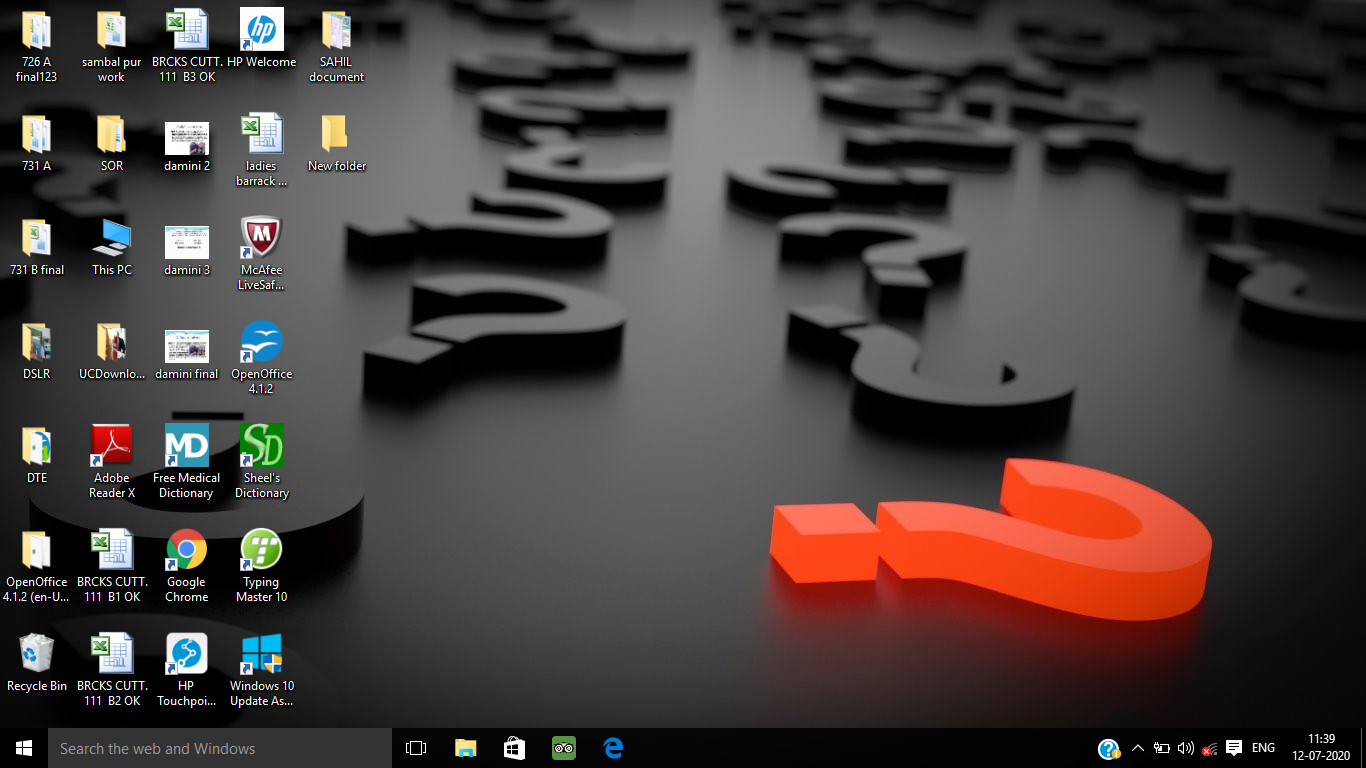 726 A
final123
sambal pur
work
BRCKS CUTT.
111  B3 OK
HP Welcome
SAHIL
document
731 A
SOR
damini 2
ladies
barrack ...
New folder
731 B final
This PC
damini 3
McAfee
LiveSaf...
DSLR
UCDownlo...
damini final
OpenOffice
4.1.2
DTE
Adobe
Reader X
Free Medical
Dictionary
Sheel's
Dictionary
OpenOffice
4.1.2 (en-U...
BRCKS CUTT.
111  B1 OK
Google
Chrome
Typing
Master 10
Recycle Bin
BRCKS CUTT.
111  B2 OK
HP
Touchpoi...
Windows 10
Update As...
hp
MD
SD
Search the web and Windows
ENG
11:39
12-07-2020